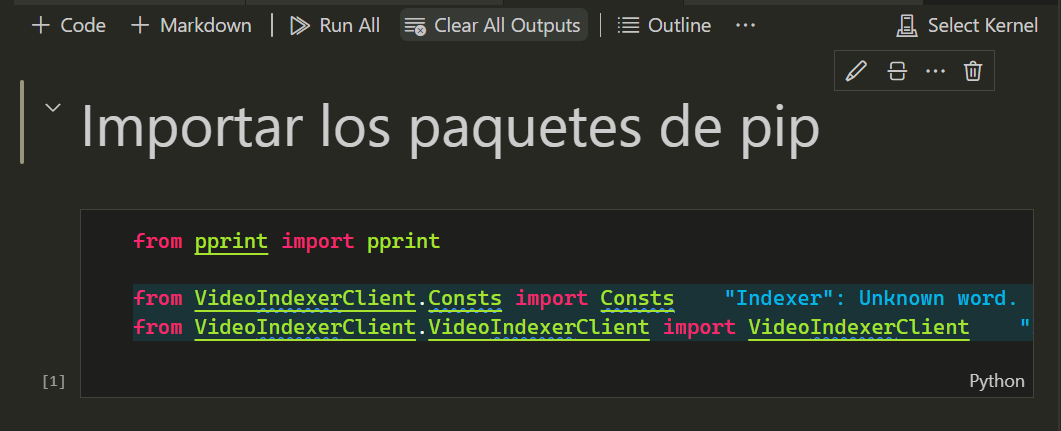 Code
Markdown
Run All
Clear All Outputs
Outline
...
Select Kernel
...
Importar los paquetes de pip
from pprint import pprint
from VideoIndexerClient.Consts import Consts "Indexer": Unknown word.
from VideoIndexerClient.VideoIndexerClient import VideoIndexerClient "
[1]
Python